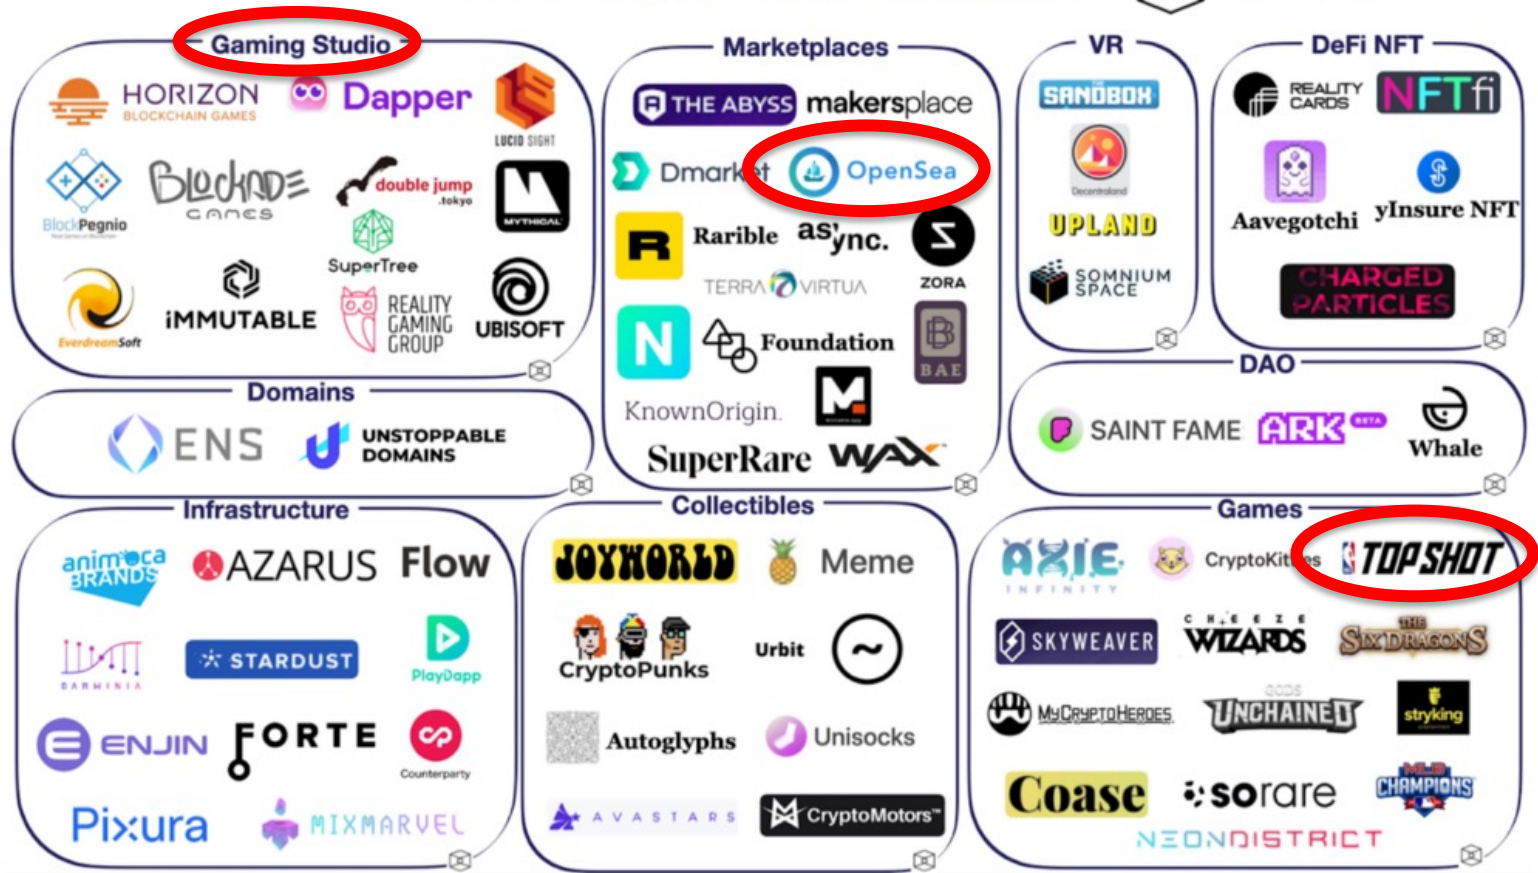 Gaming Studio
HORIZON
BLOCKCHAIN GAMES
Dapper
LUCID SIGHT
BlockPegnio
BLOCKADE
GAMES
double jump
.tokyo
MYTHICAL
SuperTree
EverdreamSoft
iMMUTABLE
REALITY
GAMING
GROUP
UBISOFT
Marketplaces
THE ABYSS
makersplace
Dmarket
OpenSea
R
Rarible
async.
Z
ZORA
TERRA VIRTUA
N
Foundation
BAE
KnownOrigin.
M
SuperRare
WAX
VR
THE
SANDBOX
Decentraland
UPLAND
SOMNIUM
SPACE
DeFi NFT
REALITY
CARDS
NFTfi
Aavegotchi
yInsure NFT
CHARGED
PARTICLES
Domains
ENS
UNSTOPPABLE
DOMAINS
DAO
SAINT FAME
ARK BETA
Whale
Infrastructure
animoca
BRANDS
AZARUS
Flow
DARWINIA
STARDUST
PlayDapp
ENJIN
FORTE
Counterparty
Pixura
MIXMARVEL
Collectibles
JOYWORLD
Meme
CryptoPunks
Urbit
~
Autoglyphs
Unisocks
AVASTARS
CryptoMotors™
Games
AXIE
INFINITY
CryptoKitties
TOP SHOT
SKYWEAVER
CHEEZE
WIZARDS
THE
SIX DRAGONS
MYCRYPTOHEROES
GODS
UNCHAINED
stryking
Coase
sorare
MLB
CHAMPIONS
NEONDISTRICT